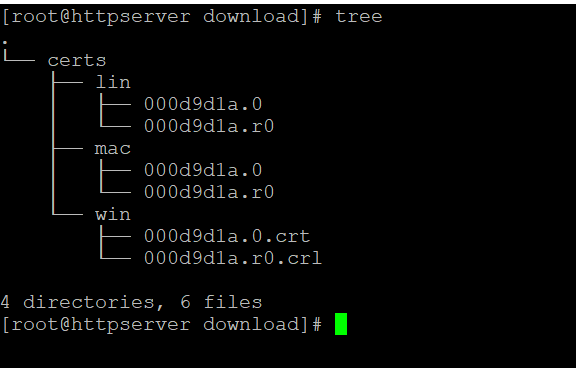 [root@httpserver download]# tree
.
└── certs
    ├── lin
    │   ├── 000d9d1a.0
    │   └── 000d9d1a.r0
    ├── mac
    │   ├── 000d9d1a.0
    │   └── 000d9d1a.r0
    └── win
        ├── 000d9d1a.0.crt
        └── 000d9d1a.r0.crl
4 directories, 6 files
[root@httpserver download]#